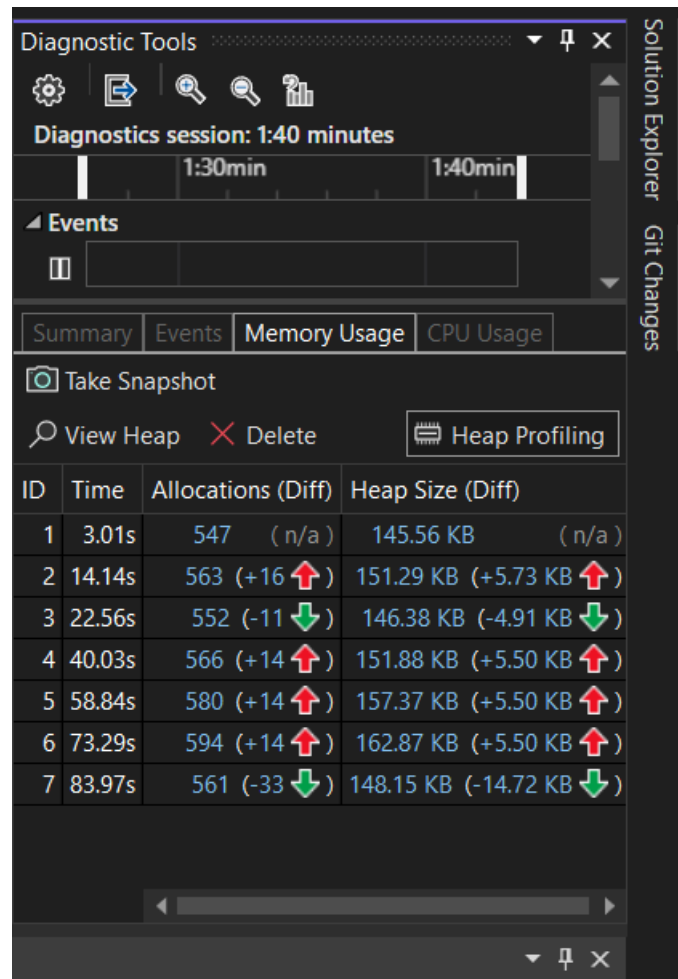 Diagnostic Tools
Diagnostics session: 1:40 minutes
1:30min 1:40min
Events
Summary Events Memory Usage CPU Usage
Take Snapshot
View Heap Delete Heap Profiling
ID Time Allocations (Diff) Heap Size (Diff)
1 3.01s 547 (n/a) 145.56 KB (n/a)
2 14.14s 563 (+16) 151.29 KB (+5.73 KB)
3 22.56s 552 (-11) 146.38 KB (-4.91 KB)
4 40.03s 566 (+14) 151.88 KB (+5.50 KB)
5 58.84s 580 (+14) 157.37 KB (+5.50 KB)
6 73.29s 594 (+14) 162.87 KB (+5.50 KB)
7 83.97s 561 (-33) 148.15 KB (-14.72 KB)
Solution Explorer
Git Changes